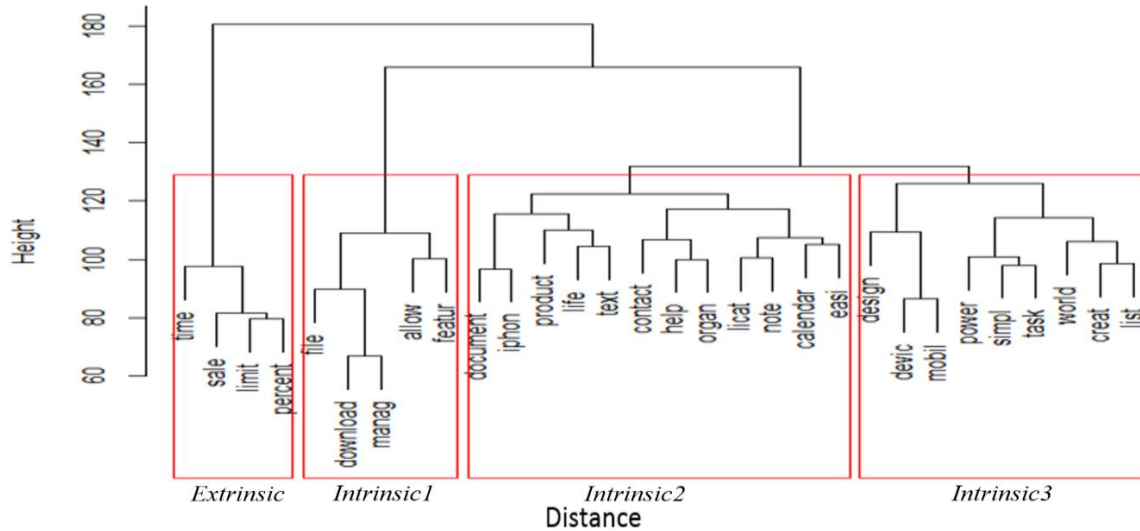 180
160
140
120
100
80
60
Height
time
sale
limit
percent
file
download
manag
allow
featur
document
iphon
product
life
text
contact
help
organ
licat
note
calendar
easi
design
devic
mobil
power
simpl
task
world
creat
list
Extrinsic
Intrinsic1
Intrinsic2
Intrinsic3
Distance